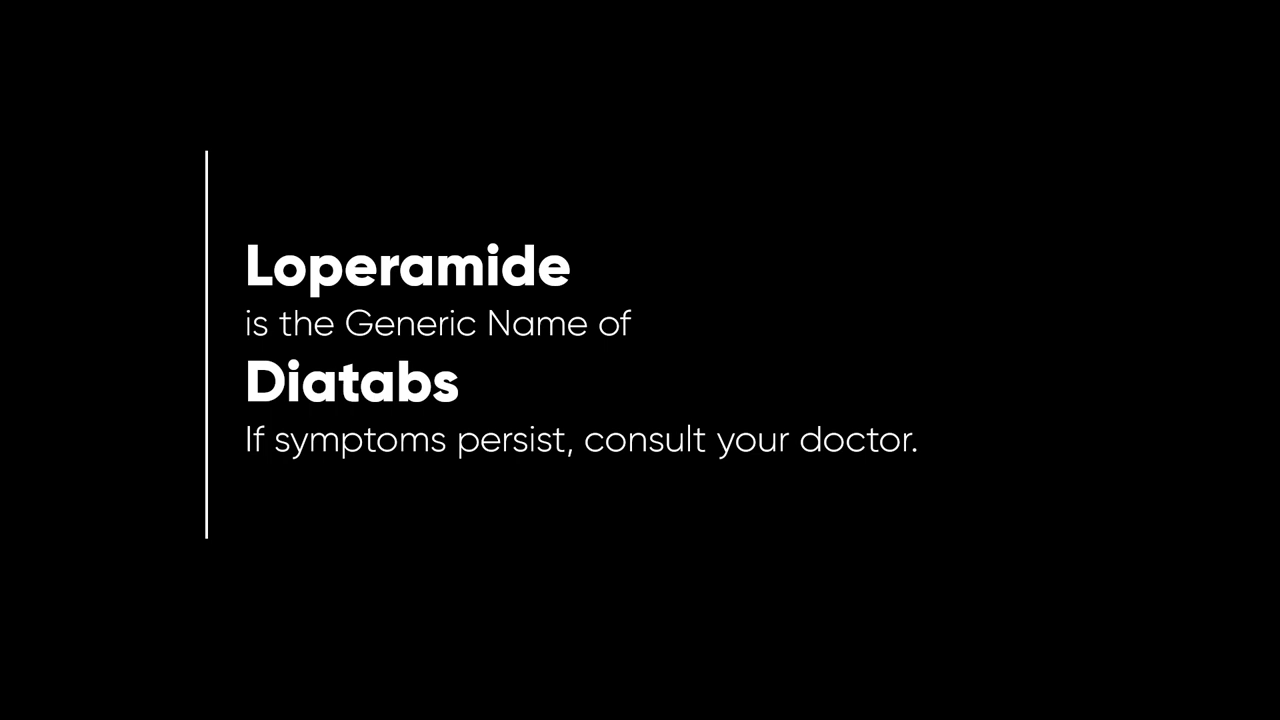 Loperamide
is the Generic Name of
Diatabs
If symptoms persist, consult your doctor.